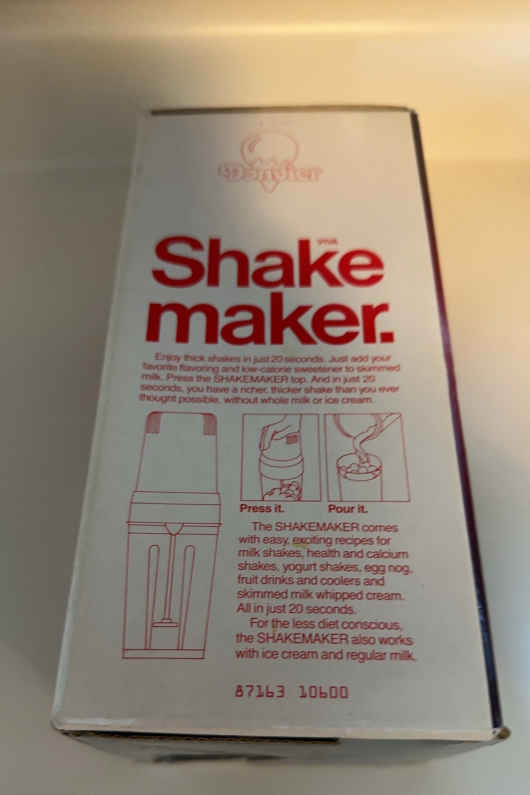 Danvier
Shake
maker.
Enjoy thick shakes in just 20 seconds. Just add your
favorite flavoring and low-calorie sweetener to skimmed
milk. Press the SHAKEMAKER top. And in just 20
seconds, you have a richer, thicker shake than you ever
thought possible, without whole milk or ice cream.
Press it.
Pour it.
The SHAKEMAKER comes
with easy, exciting recipes for
milk shakes, health and calcium
shakes, yogurt shakes, egg nog,
fruit drinks and coolers and
skimmed milk whipped cream.
All in just 20 seconds.
For the less diet conscious,
the SHAKEMAKER also works
with ice cream and regular milk.
87163 10600